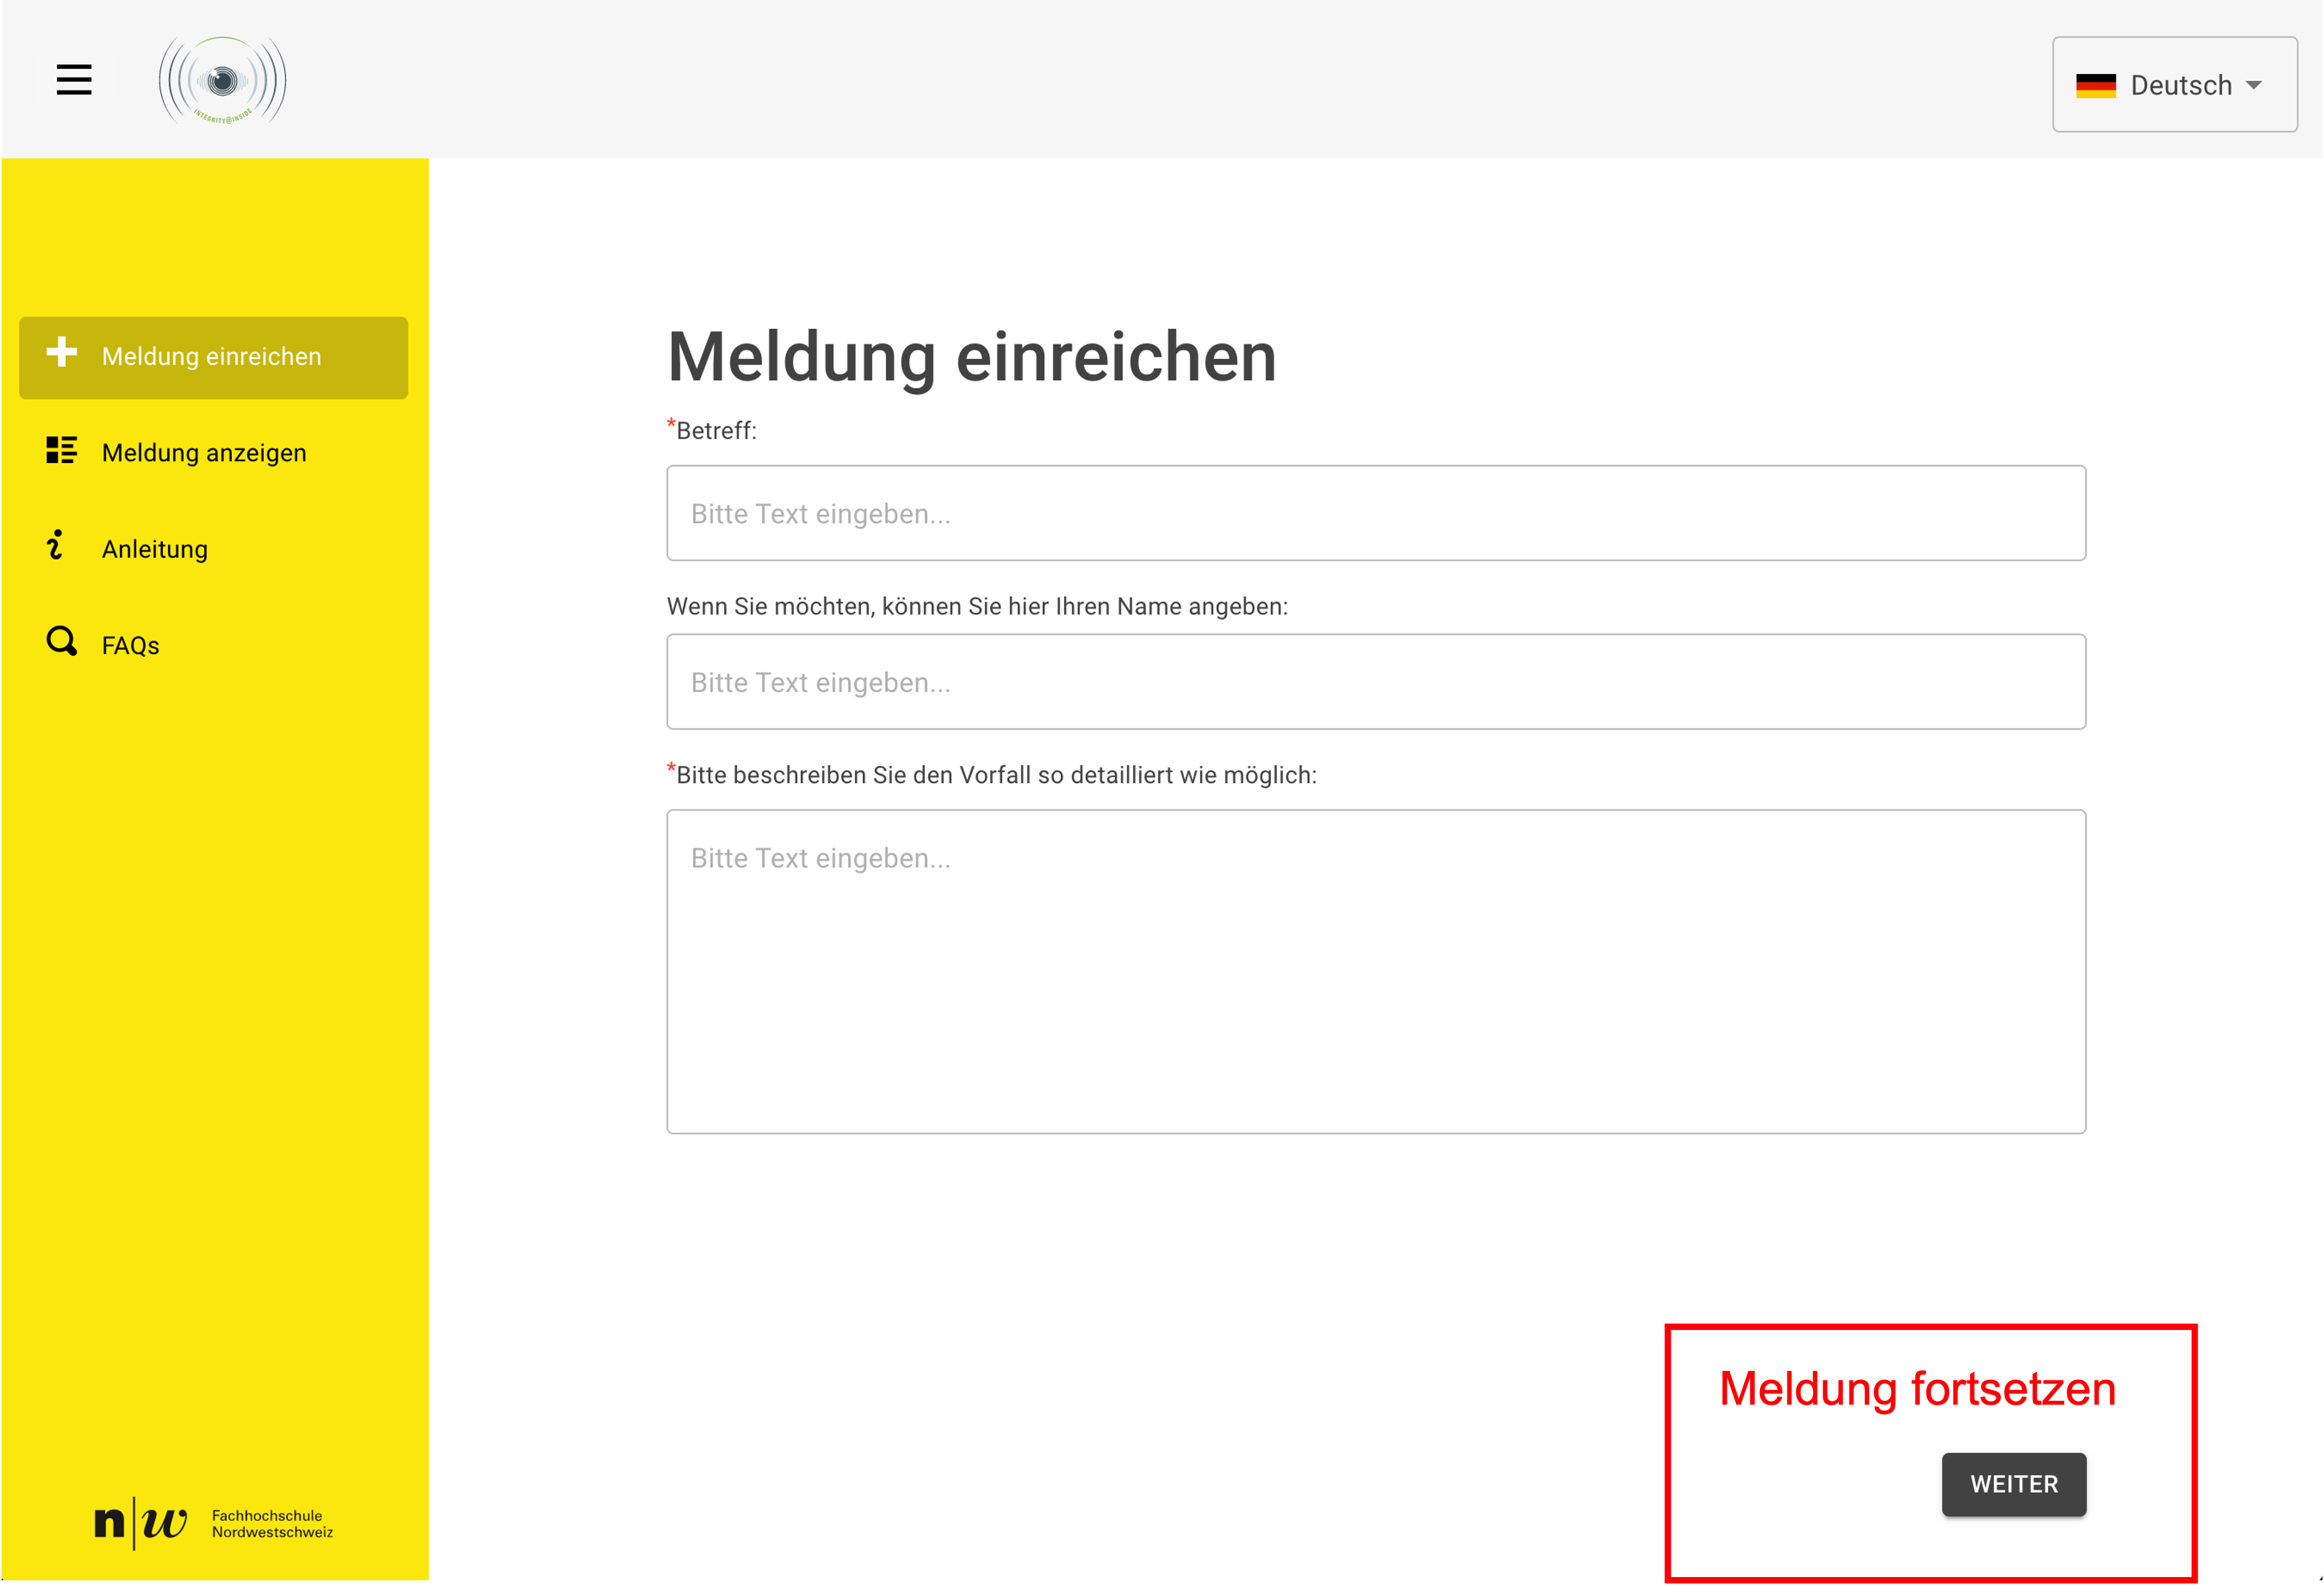 INTEGRITY@INSIDE
Deutsch
Meldung einreichen
Meldung anzeigen
Anleitung
FAQs
Meldung einreichen
*Betreff:
Bitte Text eingeben...
Wenn Sie möchten, können Sie hier Ihren Name angeben:
Bitte Text eingeben...
*Bitte beschreiben Sie den Vorfall so detailliert wie möglich:
Bitte Text eingeben...
Meldung fortsetzen
WEITER
n|w
Fachhochschule
Nordwestschweiz